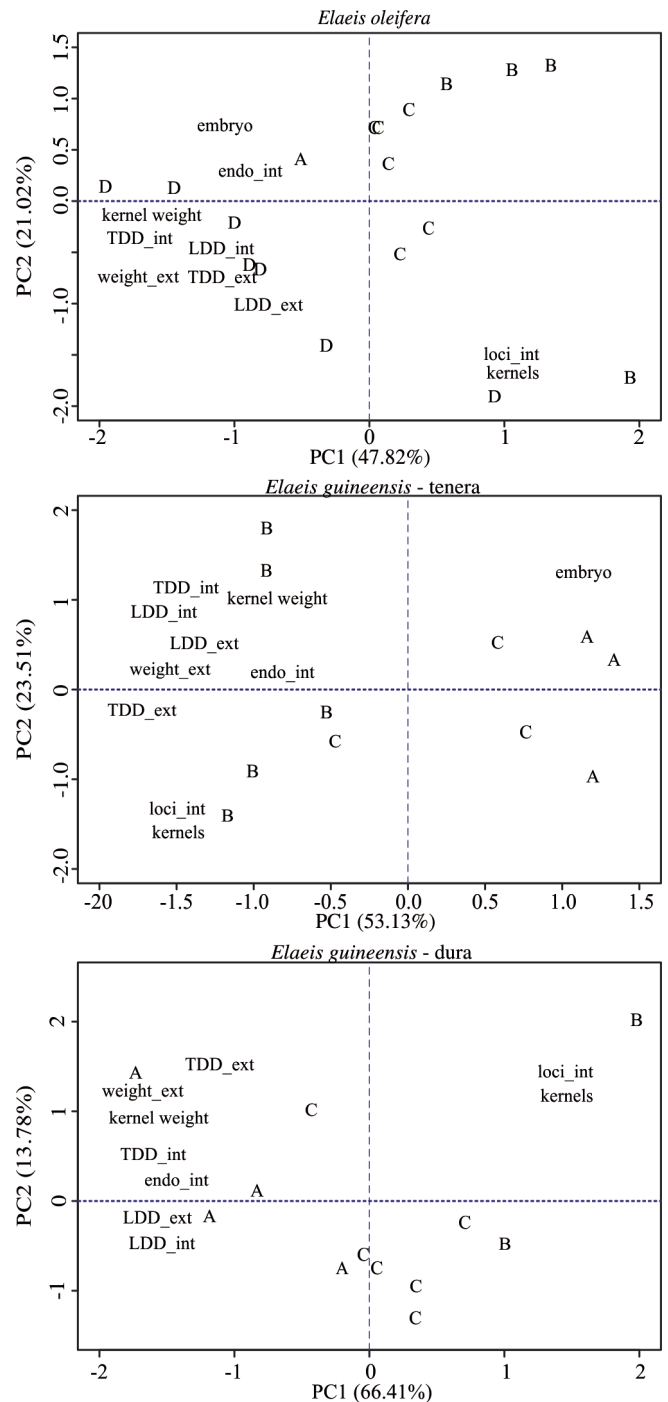 Elaeis oleifera
1.5
B
B
B
1.0
C
embryo
CC
0.5
A
C
endo_int
D
D
0.0
kernel weight
D
C
TDD_int
LDD_int
C
D
D
weight_ext
TDD_ext
-1.0
LDD_ext
D
loci_int
kernels
B
D
-2.0
PC2 (21.02%)
-2
-1
0
1
2
PC1 (47.82%)
Elaeis guineensis - tenera
2
B
B
embryo
TDD_int
kernel weight
1
LDD_int
A
LDD_ext
C
A
weight_ext
endo_int
0
TDD_ext
B
C
C
B
A
-1.0
loci_int
B
kernels
-2.0
PC2 (23.51%)
-20
-1.5
-1.0
-0.5
0.0
0.5
1.0
1.5
PC1 (53.13%)
Elaeis guineensis - dura
2
B
TDD_ext
A
loci_int
weight_ext
kernels
1
C
kernel weight
TDD_int
endo_int
A
0
LDD_ext
A
C
LDD_int
B
C
A
C
C
-1
C
PC2 (13.78%)
-2
-1
0
1
2
PC1 (66.41%)